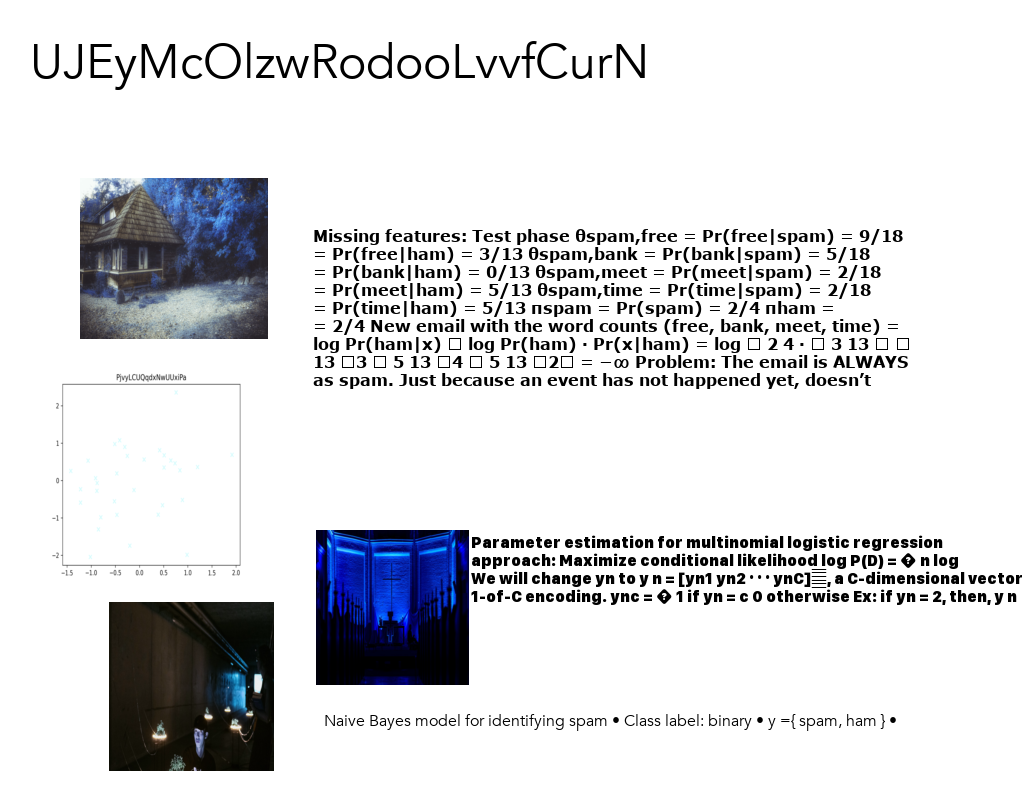 UJEyMcOlzwRodooLvvfCurN
Missing features: Test phase θspam,free = Pr(free|spam) = 9/18
= Pr(free|ham) = 3/13 θspam,bank = Pr(bank|spam) = 5/18
= Pr(bank|ham) = 0/13 θspam,meet = Pr(meet|spam) = 2/18
= Pr(meet|ham) = 5/13 θspam,time = Pr(time|spam) = 2/18
= Pr(time|ham) = 5/13 πspam = Pr(spam) = 2/4 πham =
= 2/4 New email with the word counts (free, bank, meet, time) =
log Pr(ham|x) □ log Pr(ham) · Pr(x|ham) = log □ 2 4 · □ 3 13 □ □
13 □3 □ 5 13 □4 □ 5 13 □2□ = −∞ Problem: The email is ALWAYS
as spam. Just because an event has not happened yet, doesn’t
PjvyLCUQqdxNwUUxiPa
2
1
0
−1
−2
−1.5 −1.0 −0.5 0.0 0.5 1.0 1.5 2.0
Parameter estimation for multinomial logistic regression
approach: Maximize conditional likelihood log P(D) = � n log
We will change yn to y n = [yn1 yn2 · · · ynC] , a C-dimensional vector
1-of-C encoding. ync = � 1 if yn = c 0 otherwise Ex: if yn = 2, then, y n
Naive Bayes model for identifying spam • Class label: binary • y ={ spam, ham } •